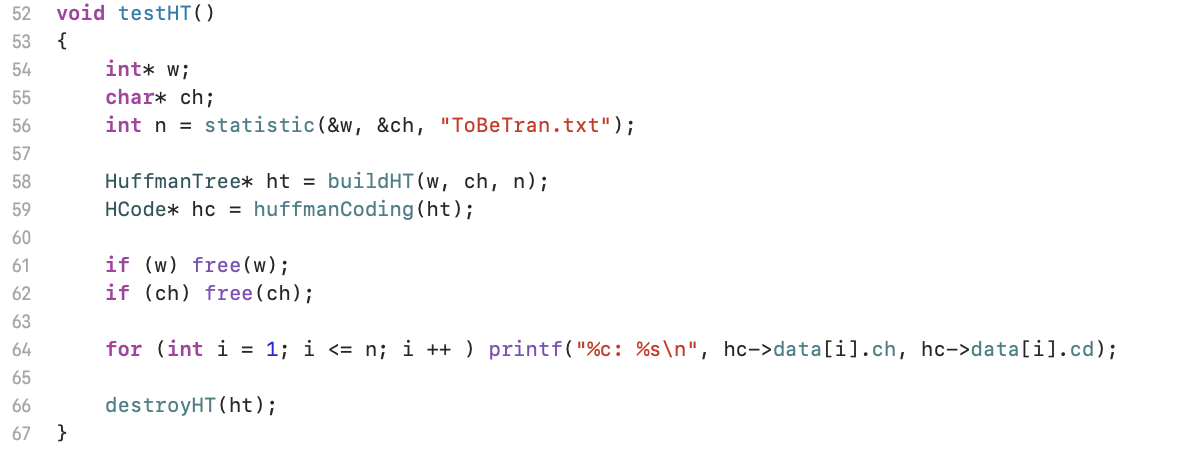 52 void testHT()
53 {
54     int* w;
55     char* ch;
56     int n = statistic(&w, &ch, "ToBeTran.txt");
57
58     HuffmanTree* ht = buildHT(w, ch, n);
59     HCode* hc = huffmanCoding(ht);
60
61     if (w) free(w);
62     if (ch) free(ch);
63
64     for (int i = 1; i <= n; i ++ ) printf("%c: %s\n", hc->data[i].ch, hc->data[i].cd);
65
66     destroyHT(ht);
67 }